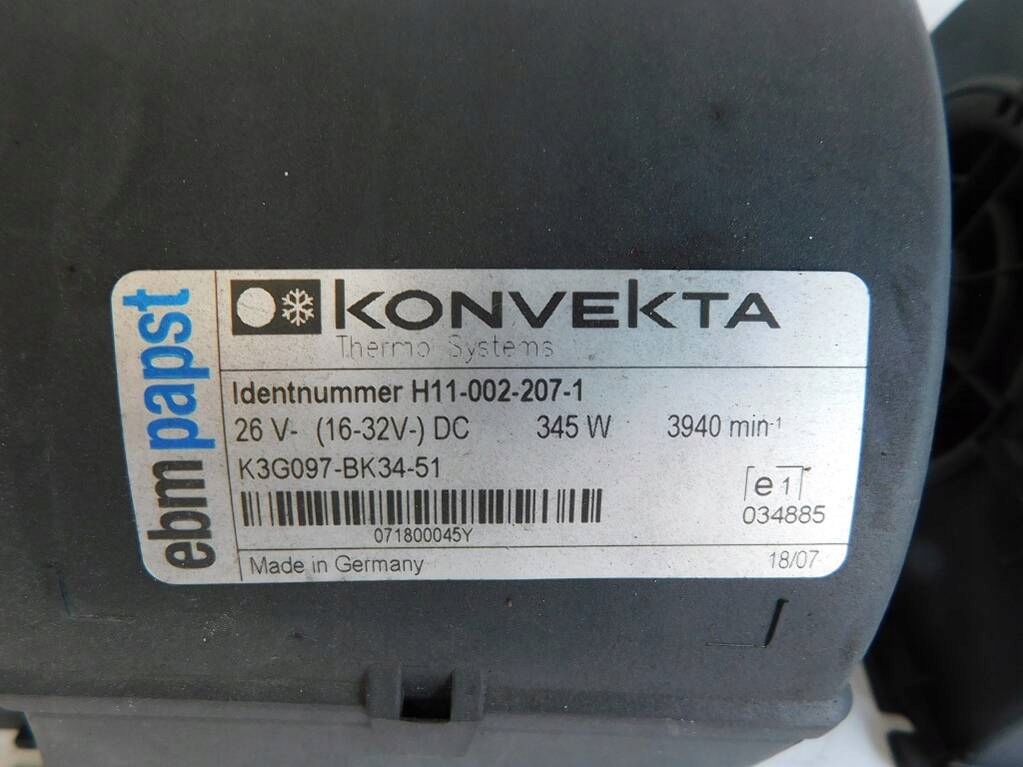 ebmpapst
KONVEKTA
Thermo Systems
Identnummer H11-002-207-1
26 V- (16-32V-) DC 345 W 3940 min-1
K3G097-BK34-51
e1
034885
071800045Y
Made in Germany 18/07